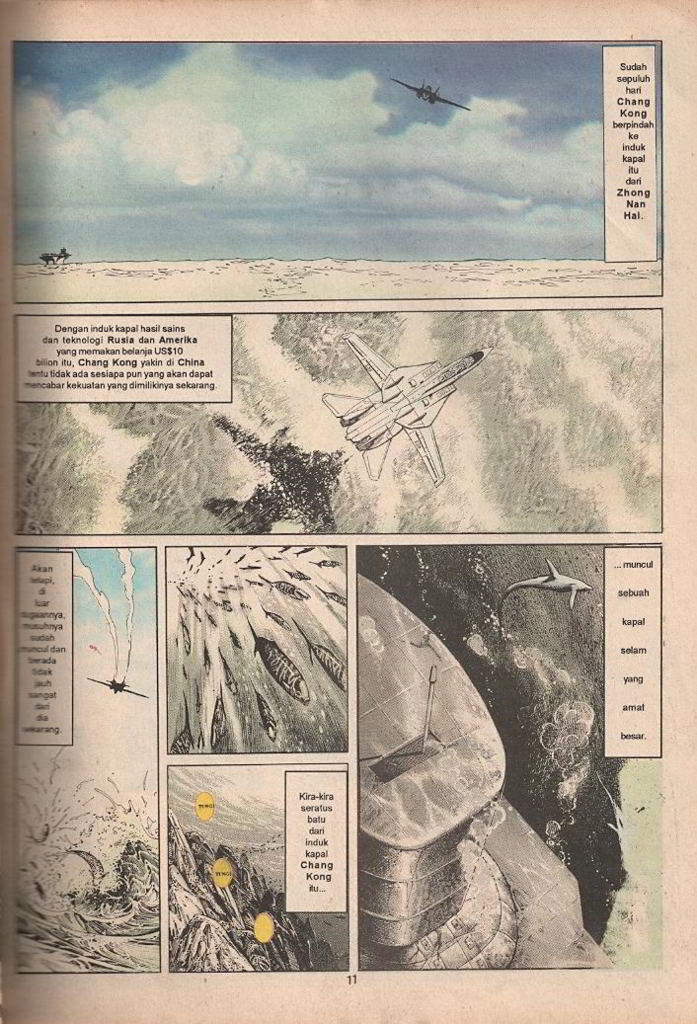 Sudah
sepuluh
hari
Chang
Kong
berpindah
ke
induk
kapal
itu
dari
Zhong
Nan
Hai.
Dengan induk kapal hasil sains
dan teknologi Rusia dan Amerika
yang memakan belanja US$10
bilion itu, Chang Kong yakin di China
tentu tidak ada sesiapa pun yang akan dapat
mencabar kekuatan yang dimilikinya sekarang.
Akan
tetapi,
di
luar
dugaannya,
musuhnya
sudah
muncul dan
berada
tidak
jauh
sangat
dari
dia
sekarang.
TENG!
TENG!
Kira-kira
seratus
batu
dari
induk
kapal
Chang
Kong
itu...
... muncul
sebuah
kapal
selam
yang
amat
besar.
11